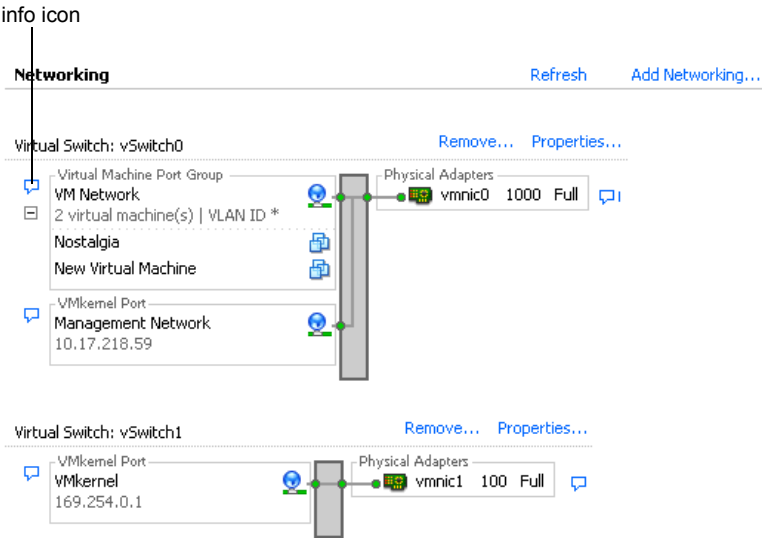 info icon
Networking Refresh Add Networking...
Virtual Switch: vSwitch0 Remove... Properties...
Virtual Machine Port Group Physical Adapters
VM Network vmnic0 1000 Full
2 virtual machine(s) | VLAN ID *
Nostalgia
New Virtual Machine
VMkernel Port
Management Network
10.17.218.59
Virtual Switch: vSwitch1 Remove... Properties...
VMkernel Port Physical Adapters
VMkernel vmnic1 100 Full
169.254.0.1